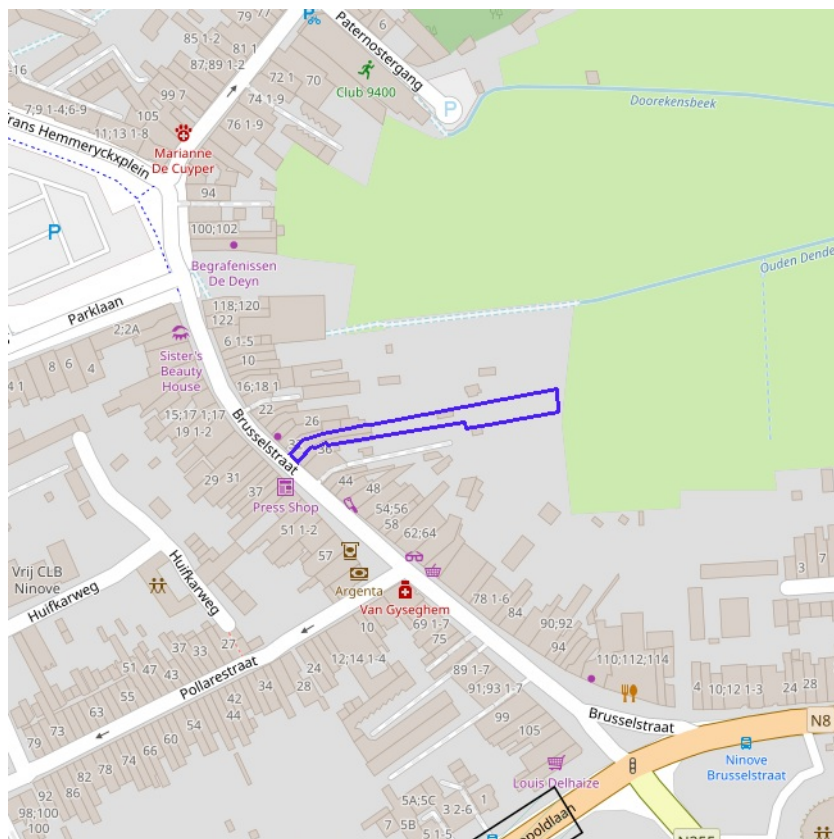 79
77
6
Paternostergang
85 1-2
81 1
87;89 1-2
72 1
70
Club 9400
-16
99 7
74 1-9
P
Doorekensbeek
7;9 1-4;6-9
105
76 1-9
11;13 1-8
rans Hemmeryckxplein
Marianne
De Cuyper
94
P
100;102
Begrafenissen
De Deyn
Ouden Dende
Parklaan
118;120
122
2;2A
6 1-5
Sister's
Beauty
House
8
6
4
10
4 1
16;18 1
15;17 1;17
22
26
19 1-2
Brusselstraat
36
29
31
44
48
37
Press Shop
54;56
58
51 1-2
62;64
57
Vrij CLB
Ninove
Huifkarweg
Argenta
3
7
Huifkarweg
Van Gyseghem
78 1-6
84
10
69 1-7
90;92
27
75
94
37
33
12;14 1-4
110;112;114
51
47
43
Pollarestraat
24
89 1-7
55
34
28
91;93 1-7
4
10;12 1-3
24
28
63
42
44
99
Brusselstraat
N8
79
73
54
60
105
66
74
Ninove
Brusselstraat
78
82
Louis Delhaize
86
92
5A;5C
3 2-6
1
98;100
100
7
5B
5 1-5
opoldlaan